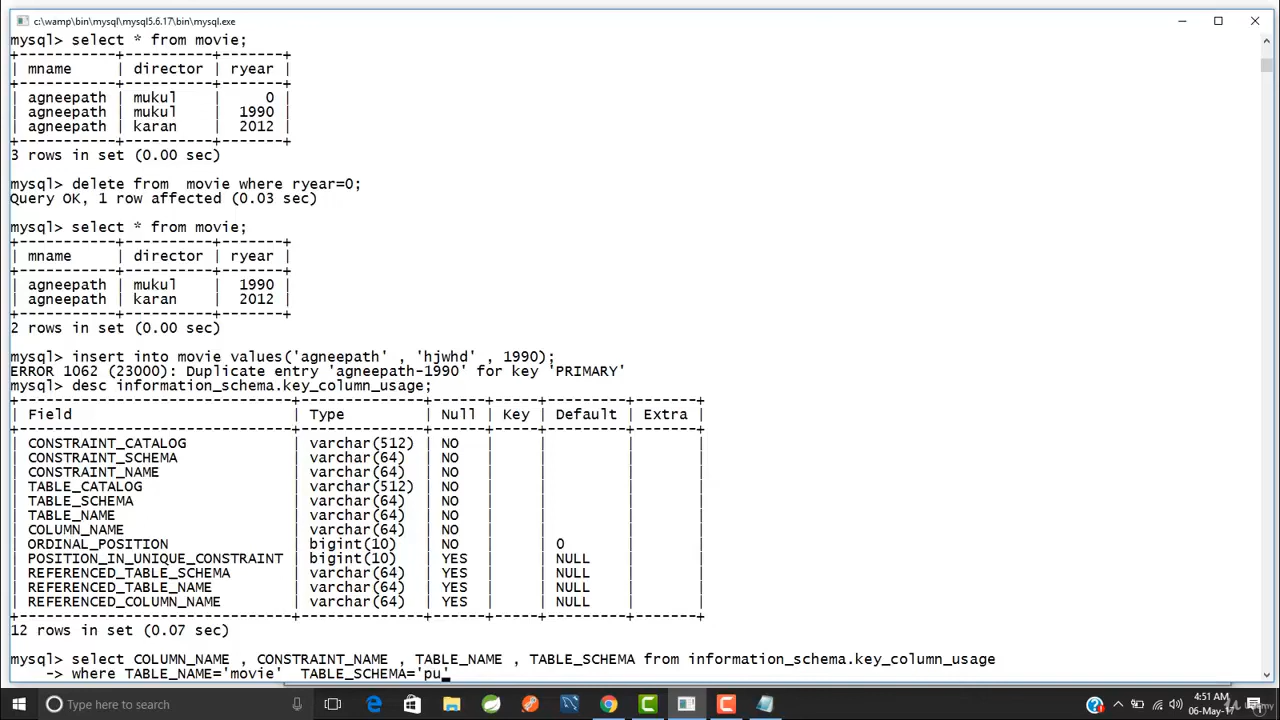 c:\wamp\bin\mysql\mysql5.6.17\bin\mysql.exe
mysql> select * from movie;
+-----------+----------+-------+
| mname     | director | ryear |
+-----------+----------+-------+
| agneepath | mukul    |     0 |
| agneepath | mukul    |  1990 |
| agneepath | karan    |  2012 |
+-----------+----------+-------+
3 rows in set (0.00 sec)
mysql> delete from  movie where ryear=0;
Query OK, 1 row affected (0.03 sec)
mysql> select * from movie;
+-----------+----------+-------+
| mname     | director | ryear |
+-----------+----------+-------+
| agneepath | mukul    |  1990 |
| agneepath | karan    |  2012 |
+-----------+----------+-------+
2 rows in set (0.00 sec)
mysql> insert into movie values('agneepath' , 'hjwhd' , 1990);
ERROR 1062 (23000): Duplicate entry 'agneepath-1990' for key 'PRIMARY'
mysql> desc information_schema.key_column_usage;
+-------------------------------+--------------+------+-----+---------+-------+
| Field                         | Type         | Null | Key | Default | Extra |
+-------------------------------+--------------+------+-----+---------+-------+
| CONSTRAINT_CATALOG            | varchar(512) | NO   |     |         |       |
| CONSTRAINT_SCHEMA             | varchar(64)  | NO   |     |         |       |
| CONSTRAINT_NAME               | varchar(64)  | NO   |     |         |       |
| TABLE_CATALOG                 | varchar(512) | NO   |     |         |       |
| TABLE_SCHEMA                  | varchar(64)  | NO   |     |         |       |
| TABLE_NAME                    | varchar(64)  | NO   |     |         |       |
| COLUMN_NAME                   | varchar(64)  | NO   |     |         |       |
| ORDINAL_POSITION              | bigint(10)   | NO   |     | 0       |       |
| POSITION_IN_UNIQUE_CONSTRAINT | bigint(10)   | YES  |     | NULL    |       |
| REFERENCED_TABLE_SCHEMA       | varchar(64)  | YES  |     | NULL    |       |
| REFERENCED_TABLE_NAME         | varchar(64)  | YES  |     | NULL    |       |
| REFERENCED_COLUMN_NAME        | varchar(64)  | YES  |     | NULL    |       |
+-------------------------------+--------------+------+-----+---------+-------+
12 rows in set (0.07 sec)
mysql> select COLUMN_NAME , CONSTRAINT_NAME , TABLE_NAME , TABLE_SCHEMA from information_schema.key_column_usage
    -> where TABLE_NAME='movie'  TABLE_SCHEMA='pu'
Type here to search
4:51 AM
06-May-1